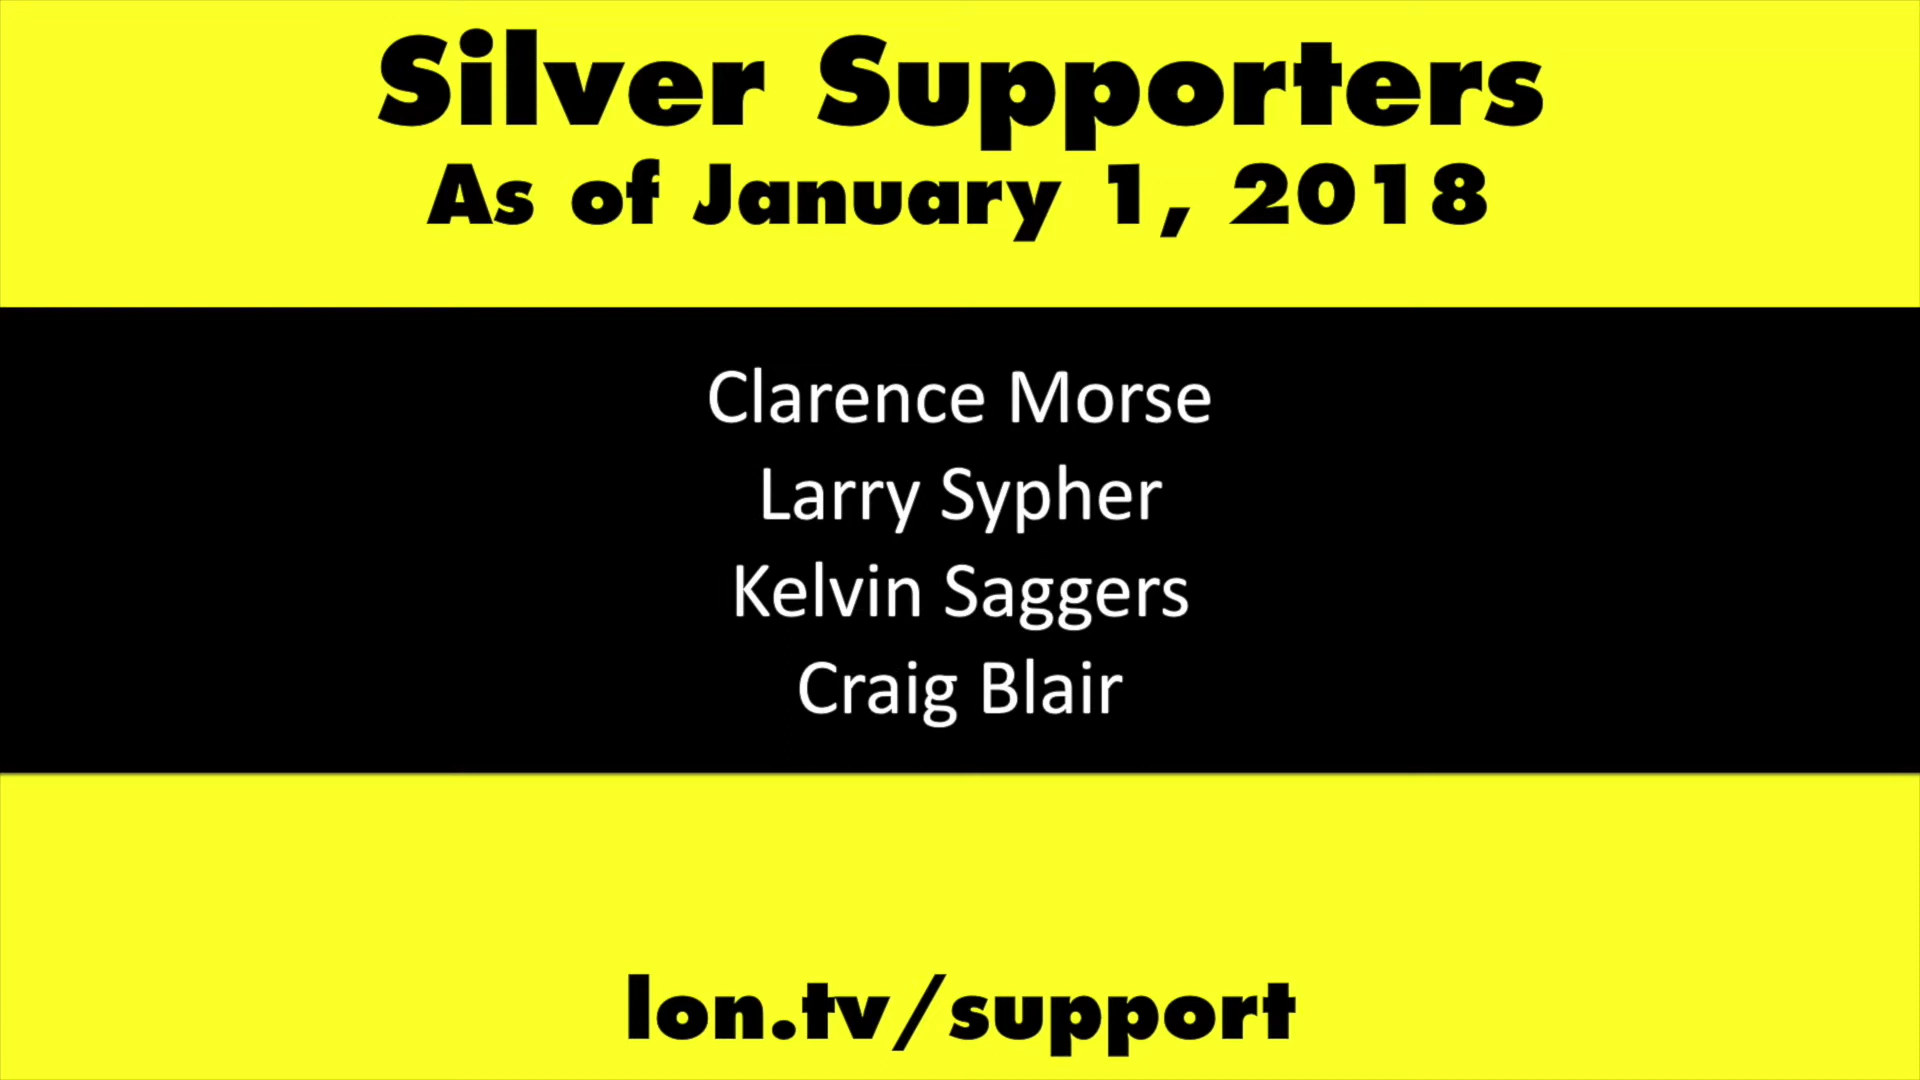 Silver Supporters
As of January 1, 2018
Clarence Morse
Larry Sypher
Kelvin Saggers
Craig Blair
lon.tv/support